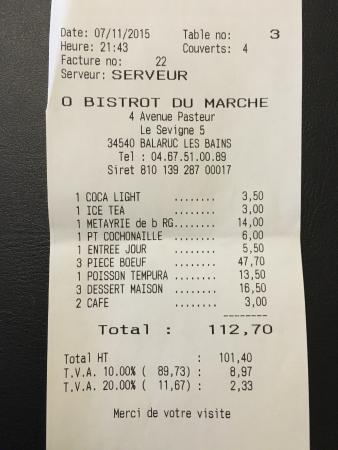 Date: 07/11/2015 Table no: 3
Heure: 21:43 Couverts: 4
Facture no: 22
Serveur: SERVEUR
O BISTROT DU MARCHE
4 Avenue Pasteur
Le Sevigne 5
34540 BALARUC LES BAINS
Tel : 04.67.51.00.89
Siret 810 139 287 00017
1 COCA LIGHT ........ 3,50
1 ICE TEA ........ 3,00
1 METAYRIE de b RG........ 14,00
1 PT COCHONAILLE ........ 6,00
1 ENTREE JOUR ........ 5,50
3 PIECE BOEUF ........ 47,70
1 POISSON TEMPURA ........ 13,50
3 DESSERT MAISON ........ 16,50
2 CAFE ........ 3,00
--------
Total : 112,70
Total HT : 101,40
T.V.A. 10.00% ( 89,73) : 8,97
T.V.A. 20.00% ( 11,67) : 2,33
Merci de votre visite